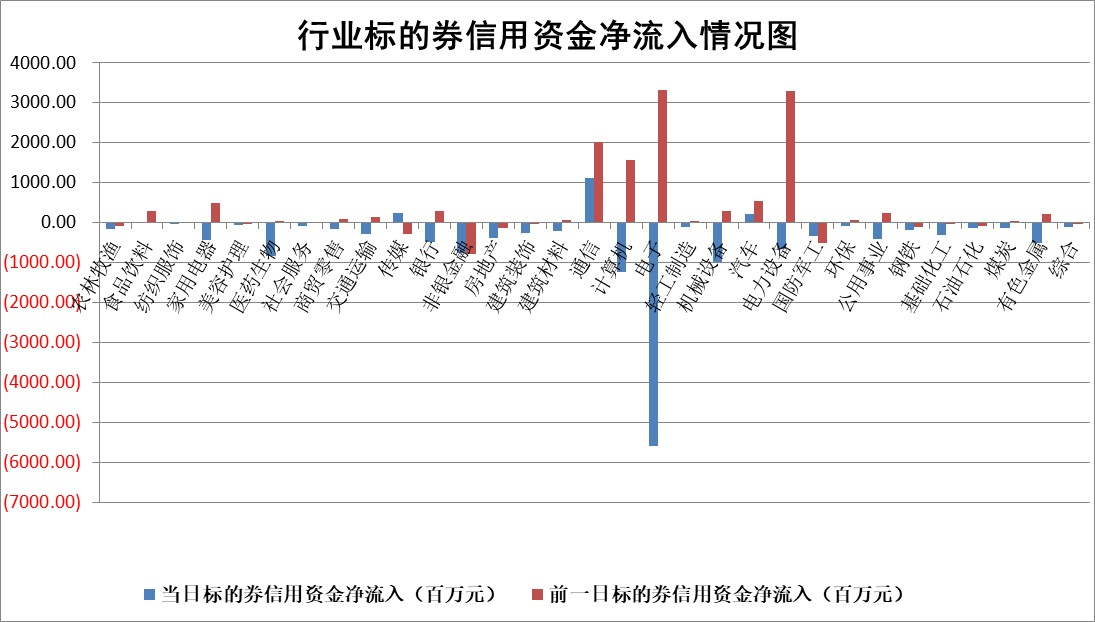 行业标的券信用资金净流入情况图
4000.00
3000.00
2000.00
1000.00
0.00
(1000.00)
(2000.00)
(3000.00)
(4000.00)
(5000.00)
(6000.00)
(7000.00)
农林牧渔
食品饮料
纺织服饰
家用电器
美容护理
医药生物
社会服务
商贸零售
交通运输
传媒
银行
非银金融
房地产
建筑装饰
建筑材料
通信
计算机
电子
轻工制造
机械设备
汽车
电力设备
国防军工
环保
公用事业
钢铁
基础化工
石油石化
煤炭
有色金属
综合
当日标的券信用资金净流入（百万元）
前一日标的券信用资金净流入（百万元）